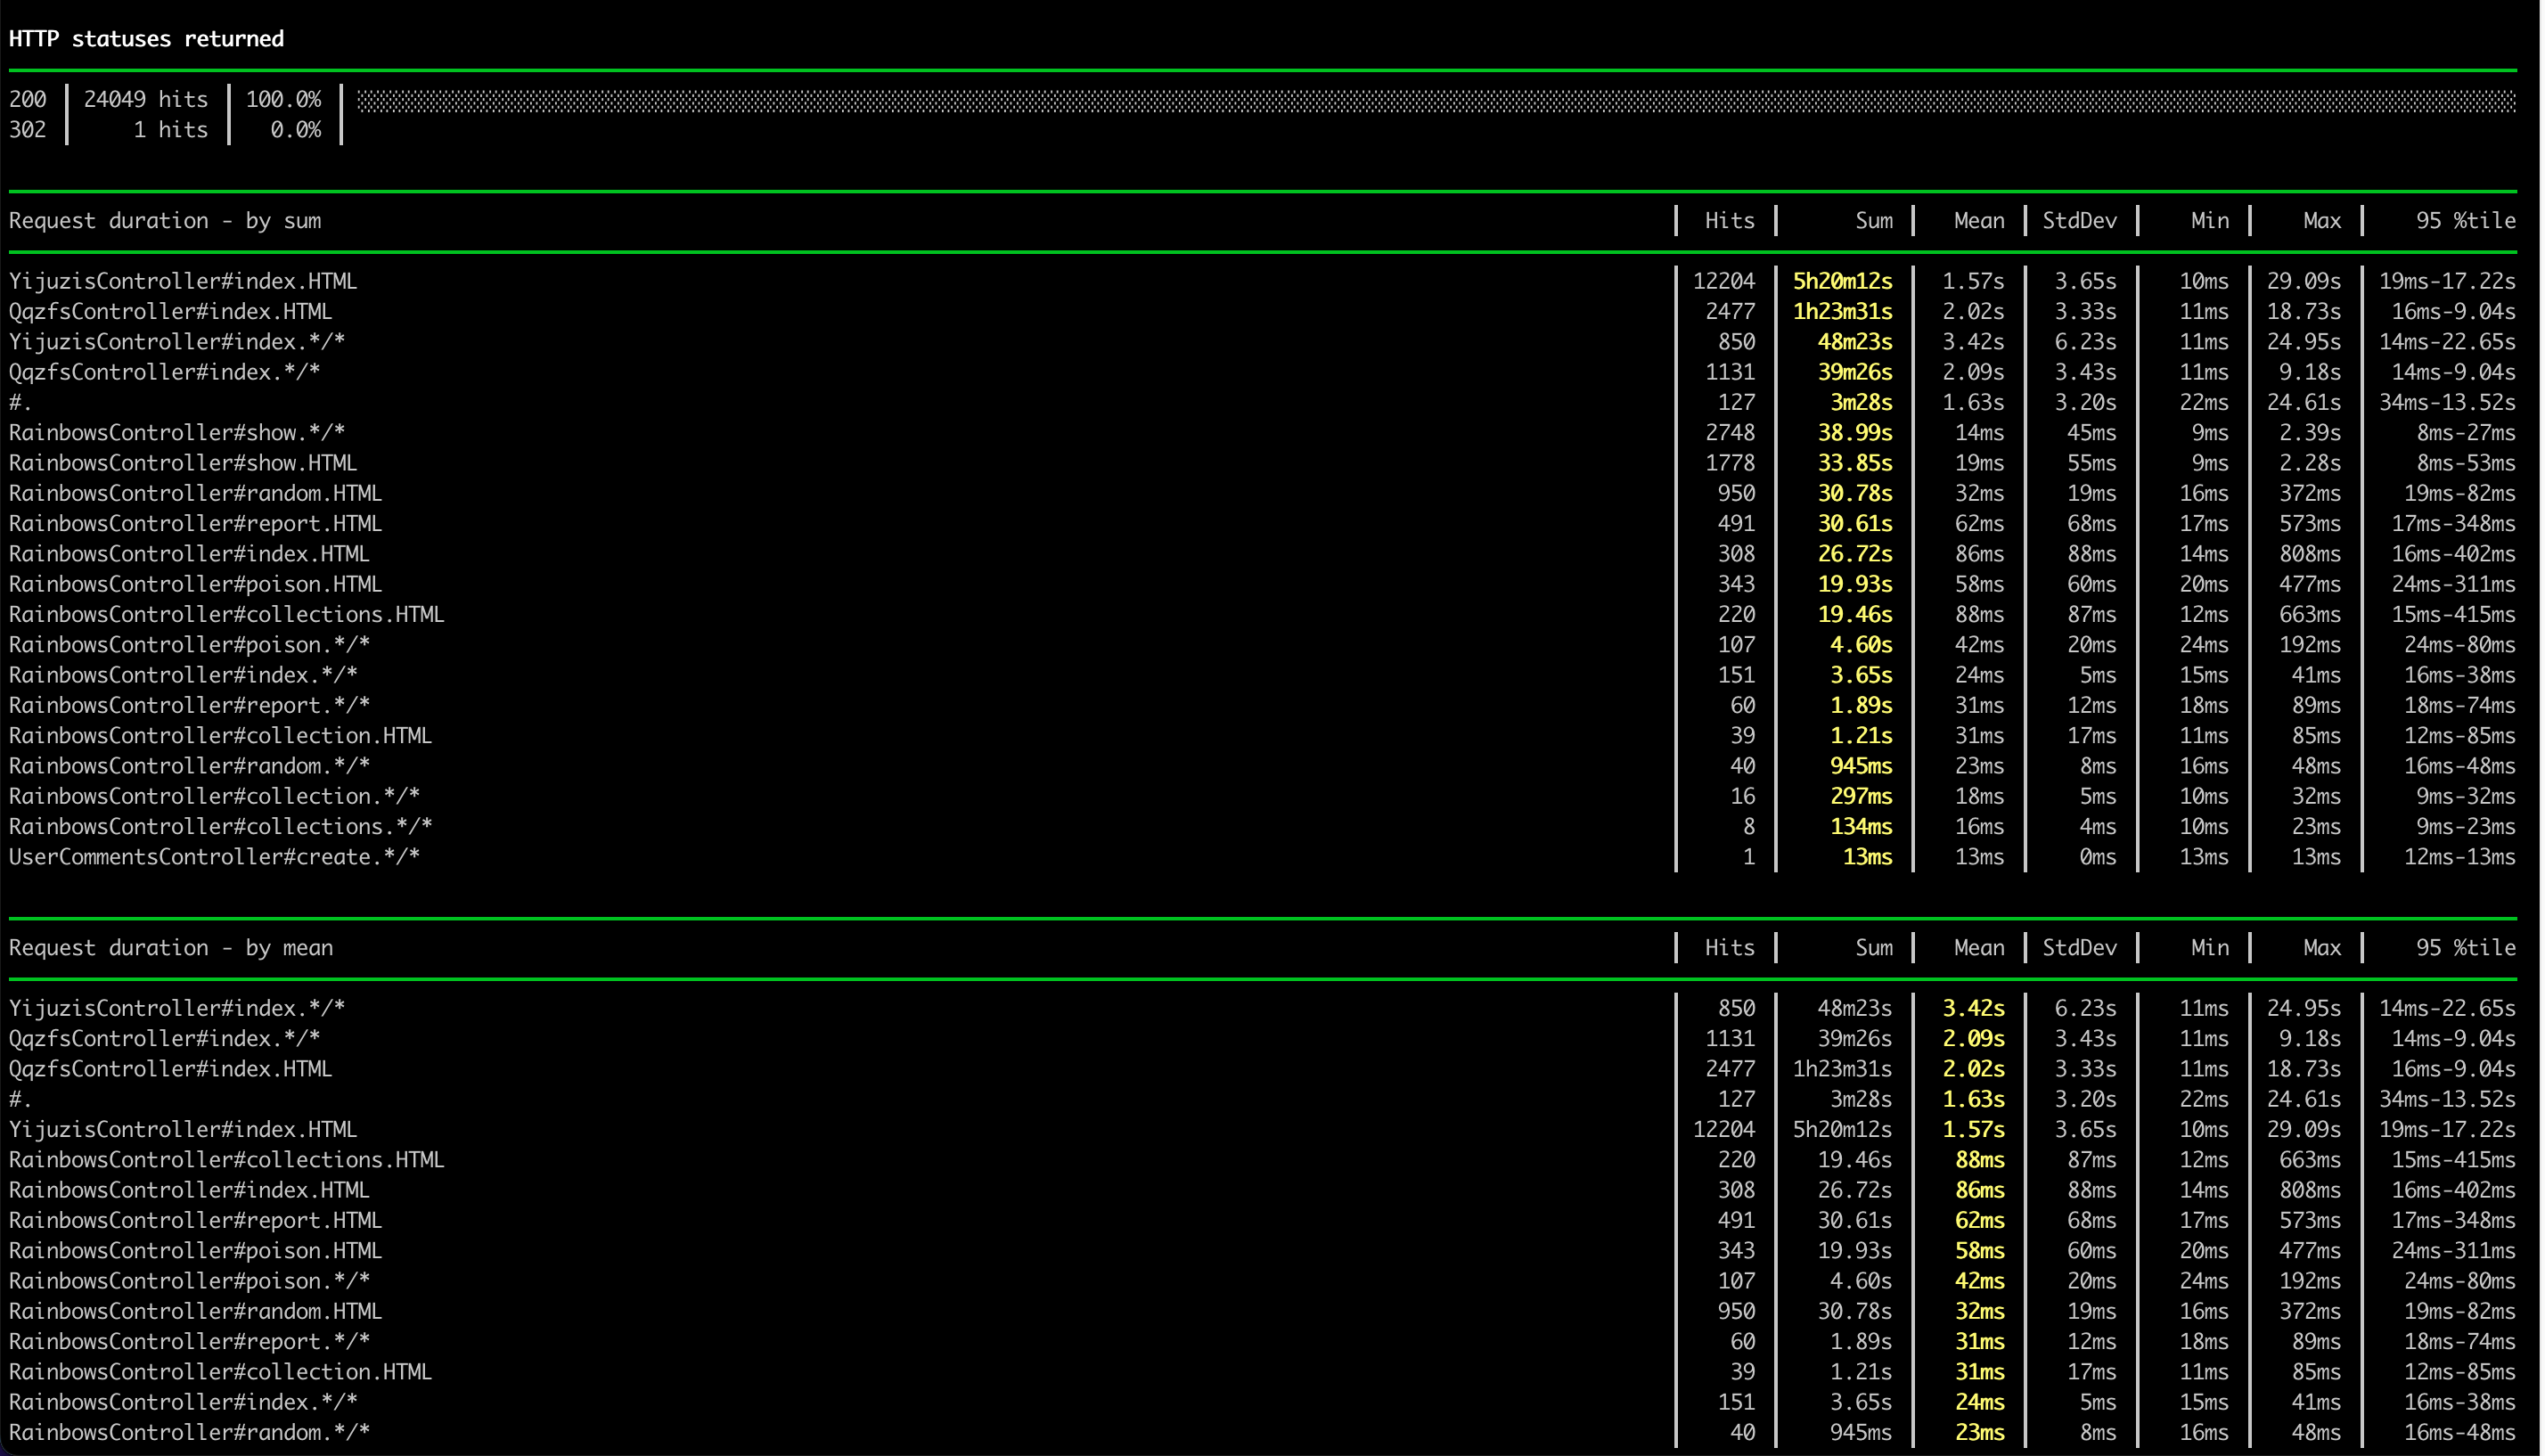 HTTP statuses returned
200 | 24049 hits | 100.0% |
302 | 1 hits | 0.0% |
Request duration - by sum | Hits | Sum | Mean | StdDev | Min | Max | 95 %tile
YijuzisController#index.HTML | 12204 | 5h20m12s | 1.57s | 3.65s | 10ms | 29.09s | 19ms-17.22s
QqzfsController#index.HTML | 2477 | 1h23m31s | 2.02s | 3.33s | 11ms | 18.73s | 16ms-9.04s
YijuzisController#index.*/* | 850 | 48m23s | 3.42s | 6.23s | 11ms | 24.95s | 14ms-22.65s
QqzfsController#index.*/* | 1131 | 39m26s | 2.09s | 3.43s | 11ms | 9.18s | 14ms-9.04s
#. | 127 | 3m28s | 1.63s | 3.20s | 22ms | 24.61s | 34ms-13.52s
RainbowsController#show.*/* | 2748 | 38.99s | 14ms | 45ms | 9ms | 2.39s | 8ms-27ms
RainbowsController#show.HTML | 1778 | 33.85s | 19ms | 55ms | 9ms | 2.28s | 8ms-53ms
RainbowsController#random.HTML | 950 | 30.78s | 32ms | 19ms | 16ms | 372ms | 19ms-82ms
RainbowsController#report.HTML | 491 | 30.61s | 62ms | 68ms | 17ms | 573ms | 17ms-348ms
RainbowsController#index.HTML | 308 | 26.72s | 86ms | 88ms | 14ms | 808ms | 16ms-402ms
RainbowsController#poison.HTML | 343 | 19.93s | 58ms | 60ms | 20ms | 477ms | 24ms-311ms
RainbowsController#collections.HTML | 220 | 19.46s | 88ms | 87ms | 12ms | 663ms | 15ms-415ms
RainbowsController#poison.*/* | 107 | 4.60s | 42ms | 20ms | 24ms | 192ms | 24ms-80ms
RainbowsController#index.*/* | 151 | 3.65s | 24ms | 5ms | 15ms | 41ms | 16ms-38ms
RainbowsController#report.*/* | 60 | 1.89s | 31ms | 12ms | 18ms | 89ms | 18ms-74ms
RainbowsController#collection.HTML | 39 | 1.21s | 31ms | 17ms | 11ms | 85ms | 12ms-85ms
RainbowsController#random.*/* | 40 | 945ms | 23ms | 8ms | 16ms | 48ms | 16ms-48ms
RainbowsController#collection.*/* | 16 | 297ms | 18ms | 5ms | 10ms | 32ms | 9ms-32ms
RainbowsController#collections.*/* | 8 | 134ms | 16ms | 4ms | 10ms | 23ms | 9ms-23ms
UserCommentsController#create.*/* | 1 | 13ms | 13ms | 0ms | 13ms | 13ms | 12ms-13ms
Request duration - by mean | Hits | Sum | Mean | StdDev | Min | Max | 95 %tile
YijuzisController#index.*/* | 850 | 48m23s | 3.42s | 6.23s | 11ms | 24.95s | 14ms-22.65s
QqzfsController#index.*/* | 1131 | 39m26s | 2.09s | 3.43s | 11ms | 9.18s | 14ms-9.04s
QqzfsController#index.HTML | 2477 | 1h23m31s | 2.02s | 3.33s | 11ms | 18.73s | 16ms-9.04s
#. | 127 | 3m28s | 1.63s | 3.20s | 22ms | 24.61s | 34ms-13.52s
YijuzisController#index.HTML | 12204 | 5h20m12s | 1.57s | 3.65s | 10ms | 29.09s | 19ms-17.22s
RainbowsController#collections.HTML | 220 | 19.46s | 88ms | 87ms | 12ms | 663ms | 15ms-415ms
RainbowsController#index.HTML | 308 | 26.72s | 86ms | 88ms | 14ms | 808ms | 16ms-402ms
RainbowsController#report.HTML | 491 | 30.61s | 62ms | 68ms | 17ms | 573ms | 17ms-348ms
RainbowsController#poison.HTML | 343 | 19.93s | 58ms | 60ms | 20ms | 477ms | 24ms-311ms
RainbowsController#poison.*/* | 107 | 4.60s | 42ms | 20ms | 24ms | 192ms | 24ms-80ms
RainbowsController#random.HTML | 950 | 30.78s | 32ms | 19ms | 16ms | 372ms | 19ms-82ms
RainbowsController#report.*/* | 60 | 1.89s | 31ms | 12ms | 18ms | 89ms | 18ms-74ms
RainbowsController#collection.HTML | 39 | 1.21s | 31ms | 17ms | 11ms | 85ms | 12ms-85ms
RainbowsController#index.*/* | 151 | 3.65s | 24ms | 5ms | 15ms | 41ms | 16ms-38ms
RainbowsController#random.*/* | 40 | 945ms | 23ms | 8ms | 16ms | 48ms | 16ms-48ms